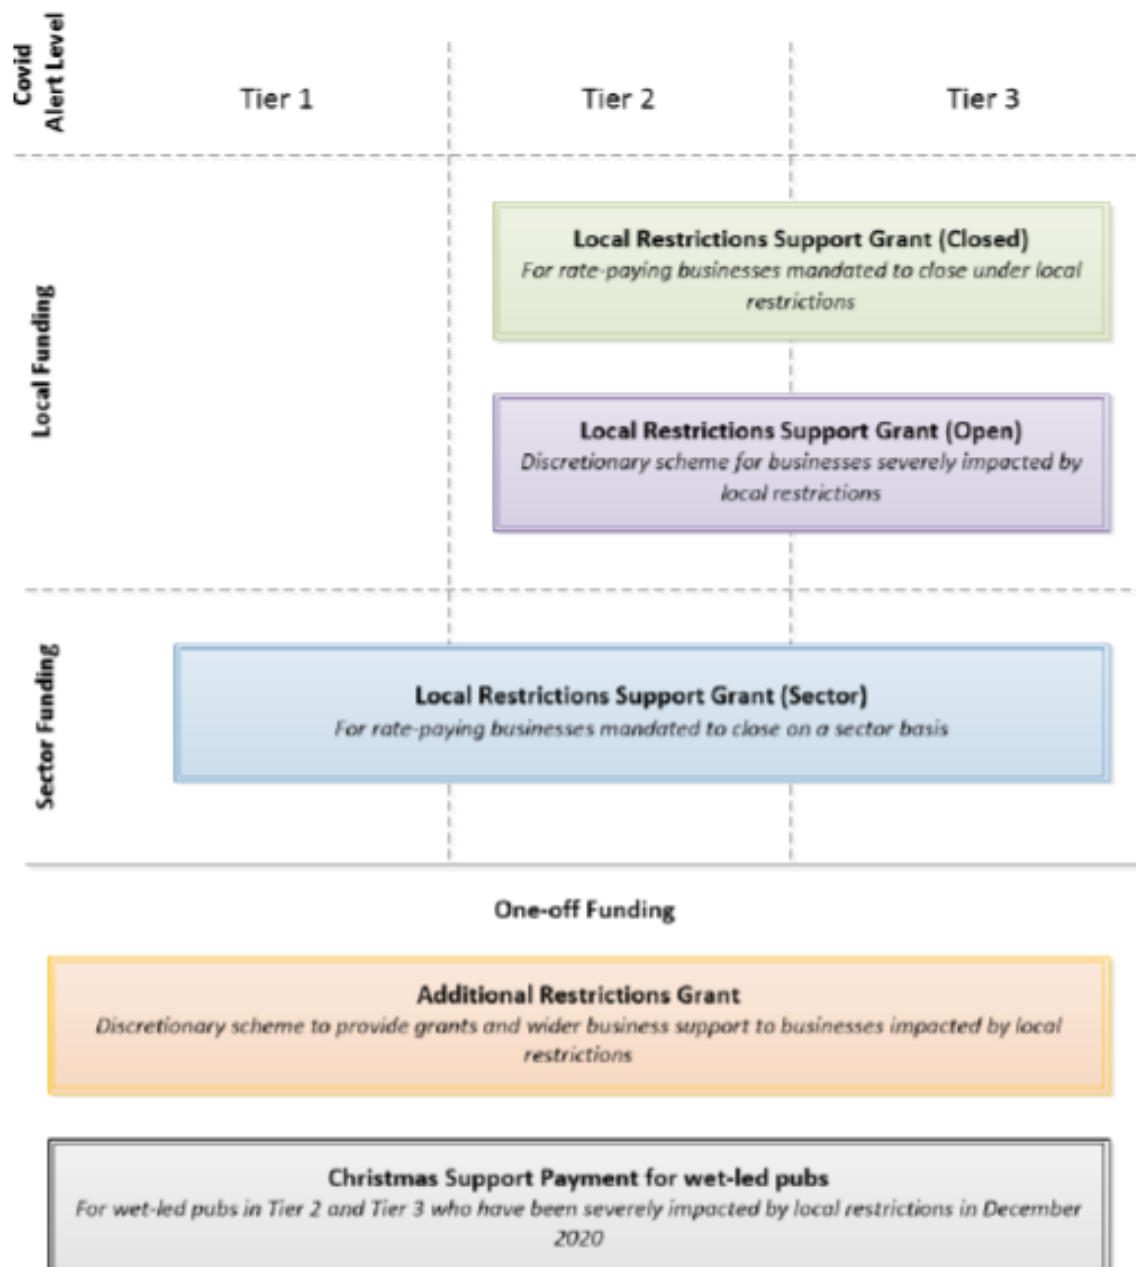 Covid
Alert Level
Tier 1
Tier 2
Tier 3
Local Funding
Local Restrictions Support Grant (Closed)
For rate-paying businesses mandated to close under local
restrictions
Local Restrictions Support Grant (Open)
Discretionary scheme for businesses severely impacted by
local restrictions
Sector Funding
Local Restrictions Support Grant (Sector)
For rate-paying businesses mandated to close on a sector basis
One-off Funding
Additional Restrictions Grant
Discretionary scheme to provide grants and wider business support to businesses impacted by local
restrictions
Christmas Support Payment for wet-led pubs
For wet-led pubs in Tier 2 and Tier 3 who have been severely impacted by local restrictions in December
2020